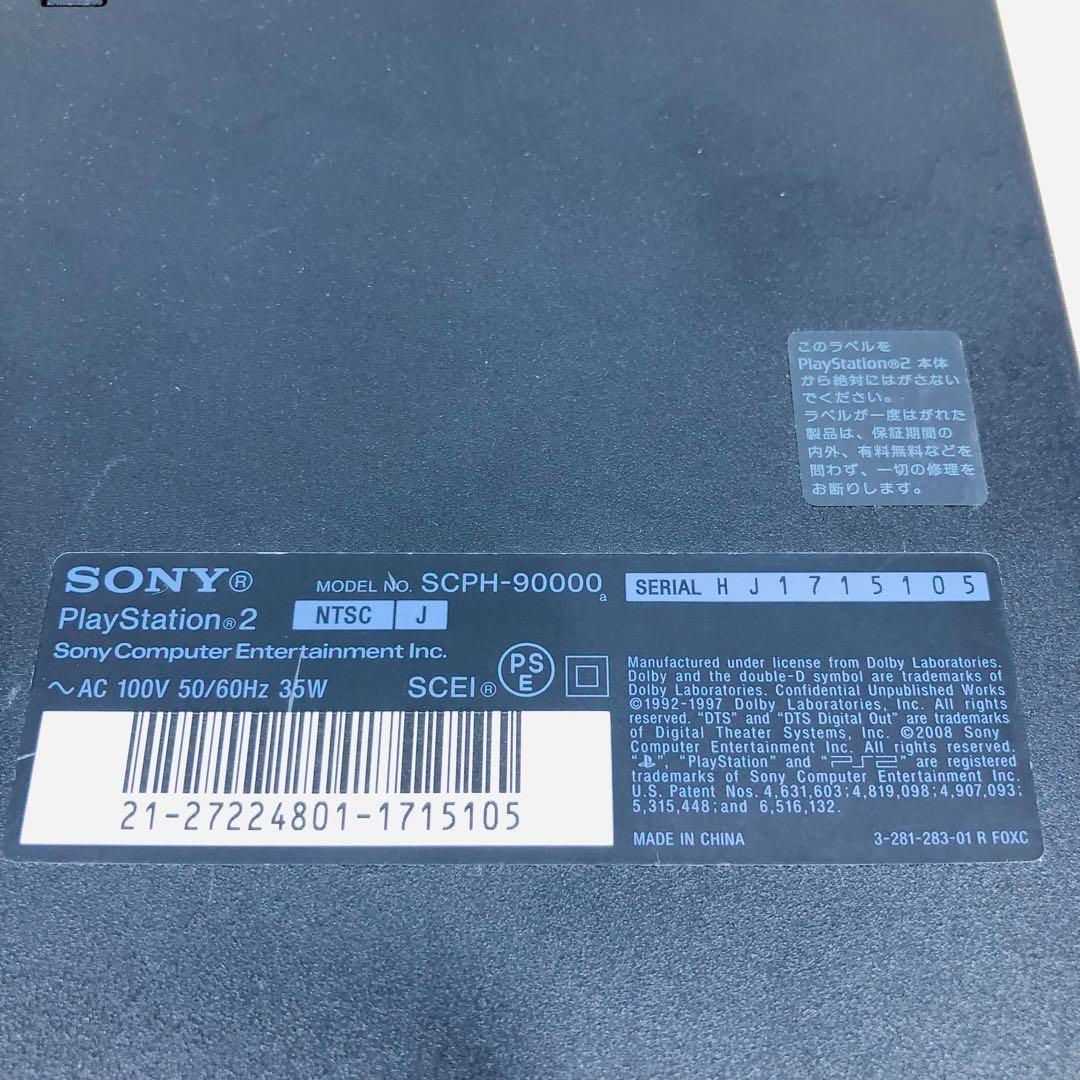 このラベルを
PlayStation®2 本体
から絶対にはがさない
でください。
ラベルが一度はがれた
製品は、保証期間の
内外、有料無料などを
問わず、一切の修理を
お断りします。
SONY®
MODEL NO. SCPH-90000a
SERIAL HJ1715105
PlayStation®2
NTSC J
Sony Computer Entertainment Inc.
~AC 100V 50/60Hz 35W
SCEI®
PSE
21-27224801-1715105
Manufactured under license from Dolby Laboratories.
Dolby and the double-D symbol are trademarks of
Dolby Laboratories. Confidential Unpublished Works
©1992-1997 Dolby Laboratories, Inc. All rights
reserved. “DTS” and “DTS Digital Out” are trademarks
of Digital Theater Systems, Inc. ©2008 Sony
Computer Entertainment Inc. All rights reserved.
“PS”, “PlayStation” and “PS2” are registered
trademarks of Sony Computer Entertainment Inc.
U.S. Patent Nos. 4,631,603;4,819,098;4,907,093;
5,315,448;and 6,516,132.
MADE IN CHINA
3-281-283-01 R FOXC